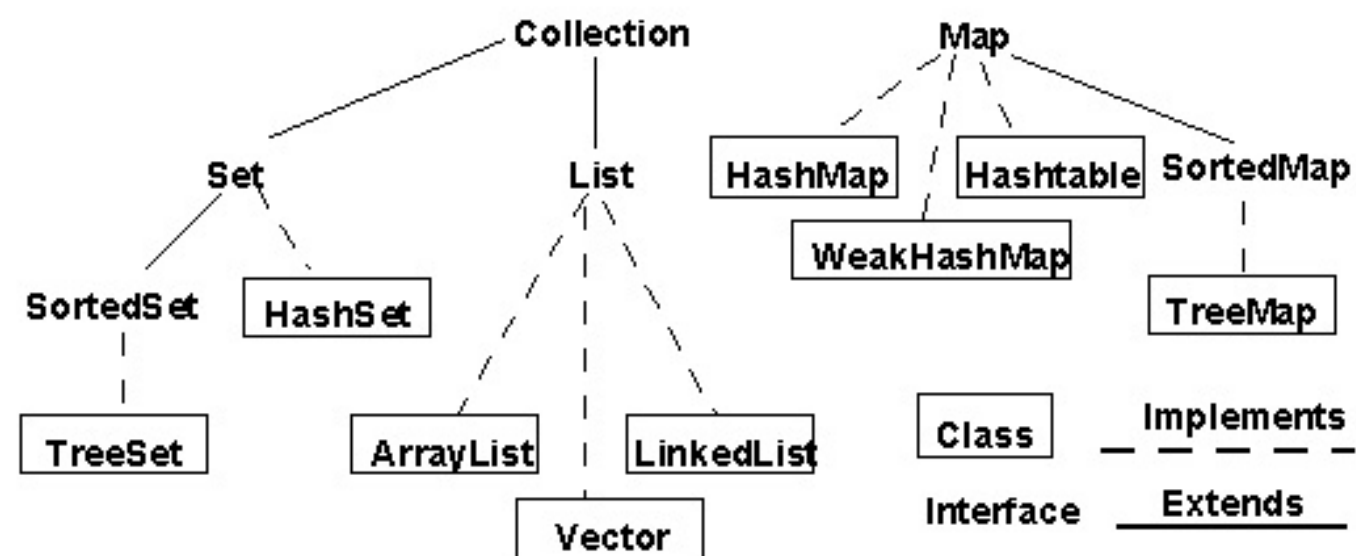 Collection
Map
Set
List
HashMap
Hashtable
SortedMap
WeakHashMap
SortedSet
HashSet
TreeMap
TreeSet
ArrayList
LinkedList
Vector
Class
Implements
Interface
Extends